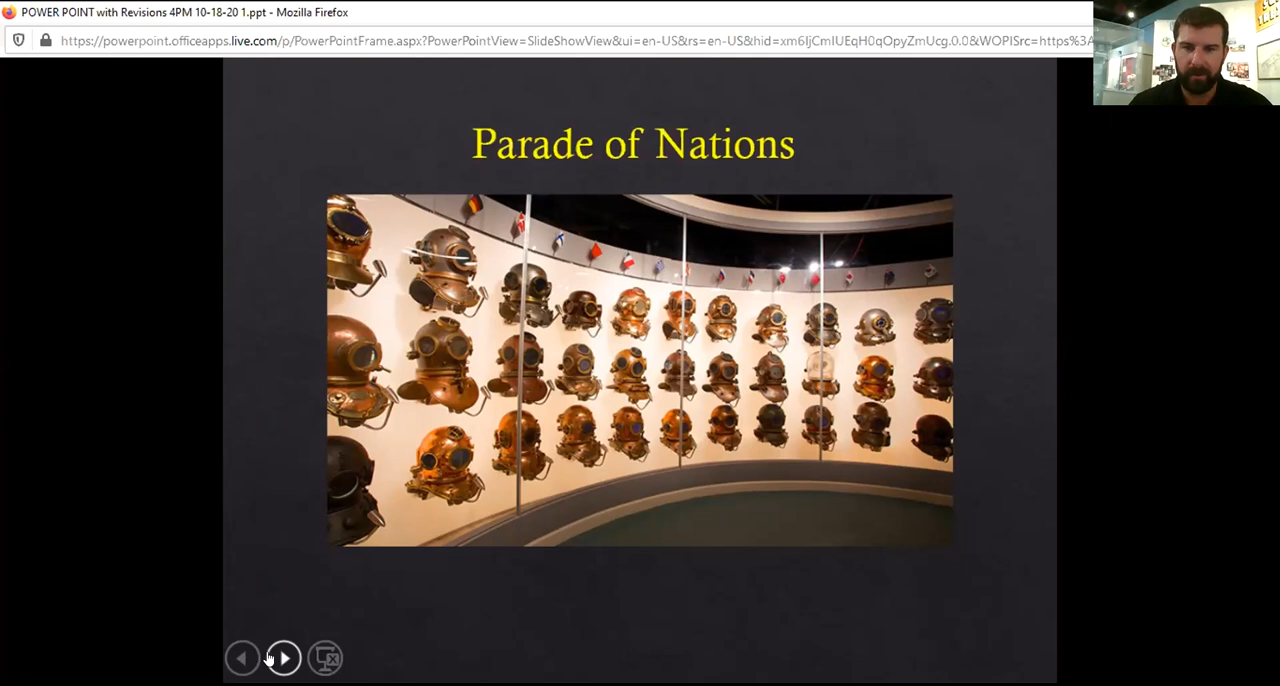 POWER POINT with Revisions 4PM 10-18-20 1.ppt - Mozilla Firefox
https://powerpoint.officeapps.live.com/p/PowerPointFrame.aspx?PowerPointView=SlideShowView&ui=en-US&rs=en-US&hid=xm6IjCmIUEqH0qOpyZmUcg.0.0&WOPISrc=https%3A
Parade of Nations